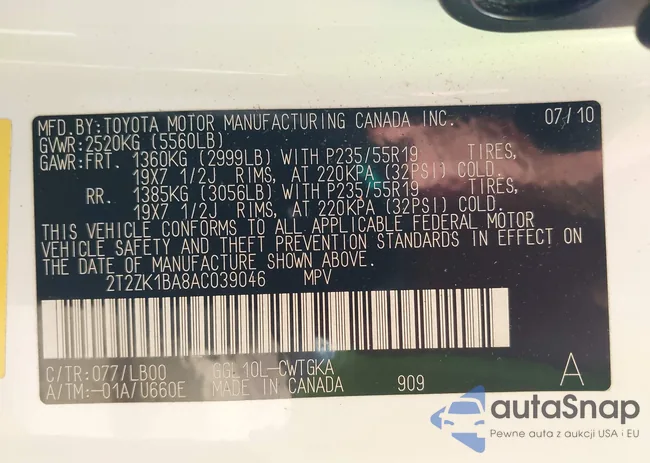 MFD.BY:TOYOTA MOTOR MANUFACTURING CANADA INC. 07/10
GVWR:2520KG (5560LB)
GAWR:FRT. 1360KG (2999LB) WITH P235/55R19 TIRES,
19X7 1/2J RIMS, AT 220KPA (32PSI) COLD.
RR. 1385KG (3056LB) WITH P235/55R19 TIRES,
19X7 1/2J RIMS, AT 220KPA (32PSI) COLD.
THIS VEHICLE CONFORMS TO ALL APPLICABLE FEDERAL MOTOR
VEHICLE SAFETY AND THEFT PREVENTION STANDARDS IN EFFECT ON
THE DATE OF MANUFACTURE SHOWN ABOVE.
2T2ZK1BA8AC039046 MPV
C/TR:077/LB00 GGL10L-CWTGKA
A/TM:-01A/U660E MADE IN CANADA 909 A
autaSnap
Pewne auta z aukcji USA i EU